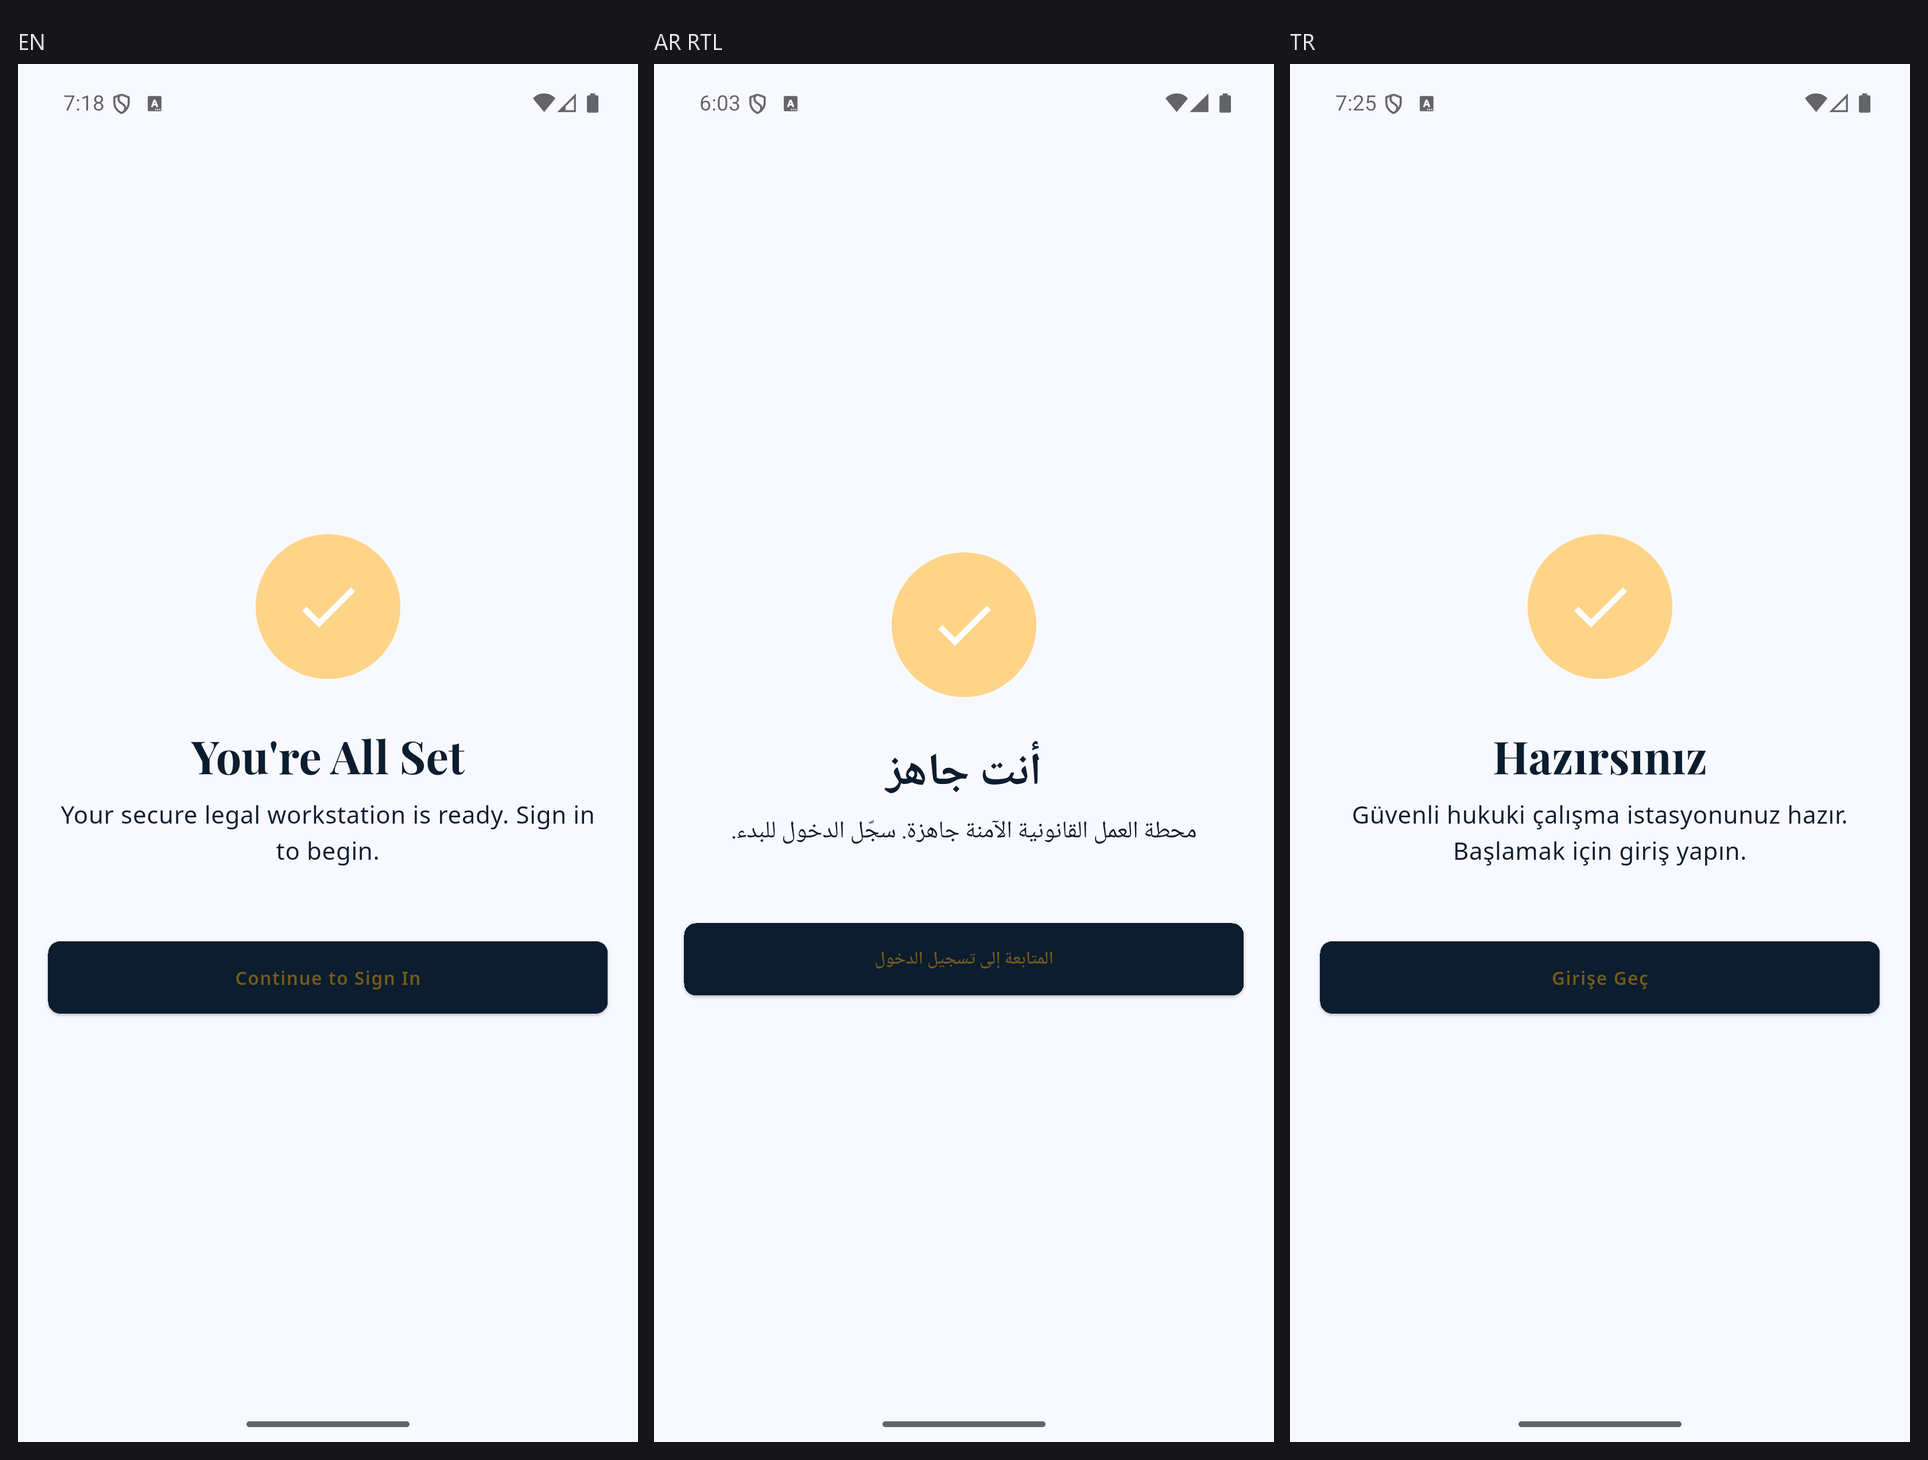 EN
7:18
You're All Set
Your secure legal workstation is ready. Sign in
to begin.
Continue to Sign In
AR RTL
6:03
أنت جاهز
محطة العمل القانونية الآمنة جاهزة. سجّل الدخول للبدء.
المتابعة إلى تسجيل الدخول
TR
7:25
Hazırsınız
Güvenli hukuki çalışma istasyonunuz hazır.
Başlamak için giriş yapın.
Girişe Geç